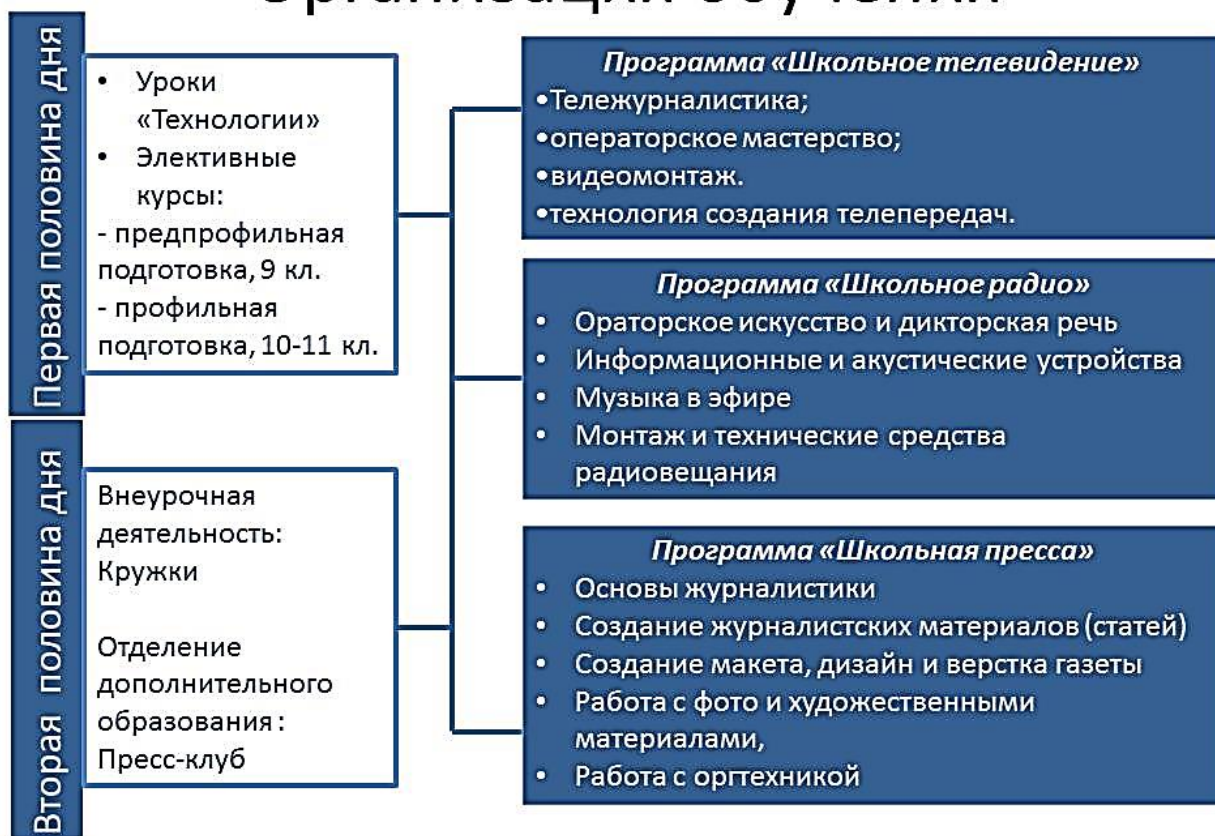 Организация обучения
Первая половина дня
• Уроки
«Технологии»
• Элективные
курсы:
- предпрофильная
подготовка, 9 кл.
- профильная
подготовка, 10-11 кл.
Вторая половина дня
Внеурочная
деятельность:
Кружки
Отделение
дополнительного
образования :
Пресс-клуб
Программа «Школьное телевидение»
•Тележурналистика;
•операторское мастерство;
•видеомонтаж.
•технология создания телепередач.
Программа «Школьное радио»
• Ораторское искусство и дикторская речь
• Информационные и акустические устройства
• Музыка в эфире
• Монтаж и технические средства
радиовещания
Программа «Школьная пресса»
• Основы журналистики
• Создание журналистских материалов (статей)
• Создание макета, дизайн и верстка газеты
• Работа с фото и художественными
материалами,
• Работа с оргтехникой